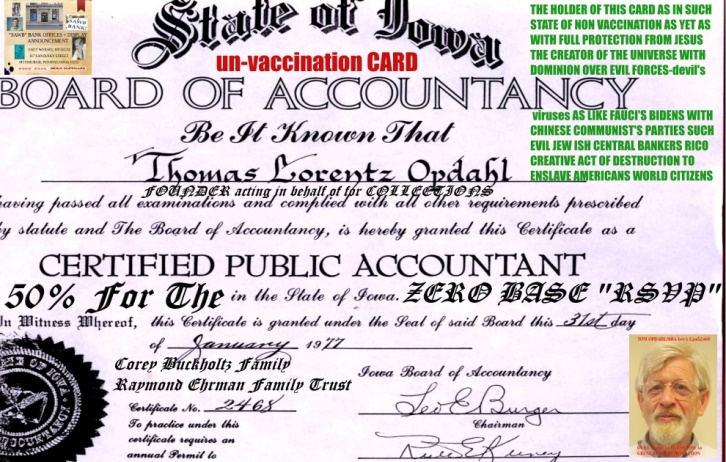 "SAWB" BANK OFFICES - DISPLAY
ANNOUNCEMENT
State of Iowa
un-vaccination CARD
THE HOLDER OF THIS CARD AS IN SUCH
STATE OF NON VACCINATION AS YET AS
WITH FULL PROTECTION FROM JESUS
THE CREATOR OF THE UNIVERSE WITH
DOMINION OVER EVIL FORCES-devil's
BOARD OF ACCOUNTANCY
viruses AS LIKE FAUCI'S BIDENS WITH
CHINESE COMMUNIST'S PARTIES SUCH
EVIL JEW ISH CENTRAL BANKERS RICO
CREATIVE ACT OF DESTRUCTION TO
ENSLAVE AMERICANS WORLD CITIZENS
Be It Known That
Thomas Lorentz Opdahl
FOUNDER acting in behalf of for COLLECTIONS
having passed all examinations and complied with all other requirements prescribed
by statute and The Board of Accountancy, is hereby granted this Certificate as a
CERTIFIED PUBLIC ACCOUNTANT
50% For The in the State of Iowa. ZERO BASE "RSVP"
In Witness Whereof, this Certificate is granted under the Seal of said Board this 31st day
of January 1977
Corey Buckholtz Family
Raymond Ehrman Family Trust
Iowa Board of Accountancy
Certificate No. 2468
Leo E Burger
Chairman
To practice under this
certificate requires an
annual Permit to